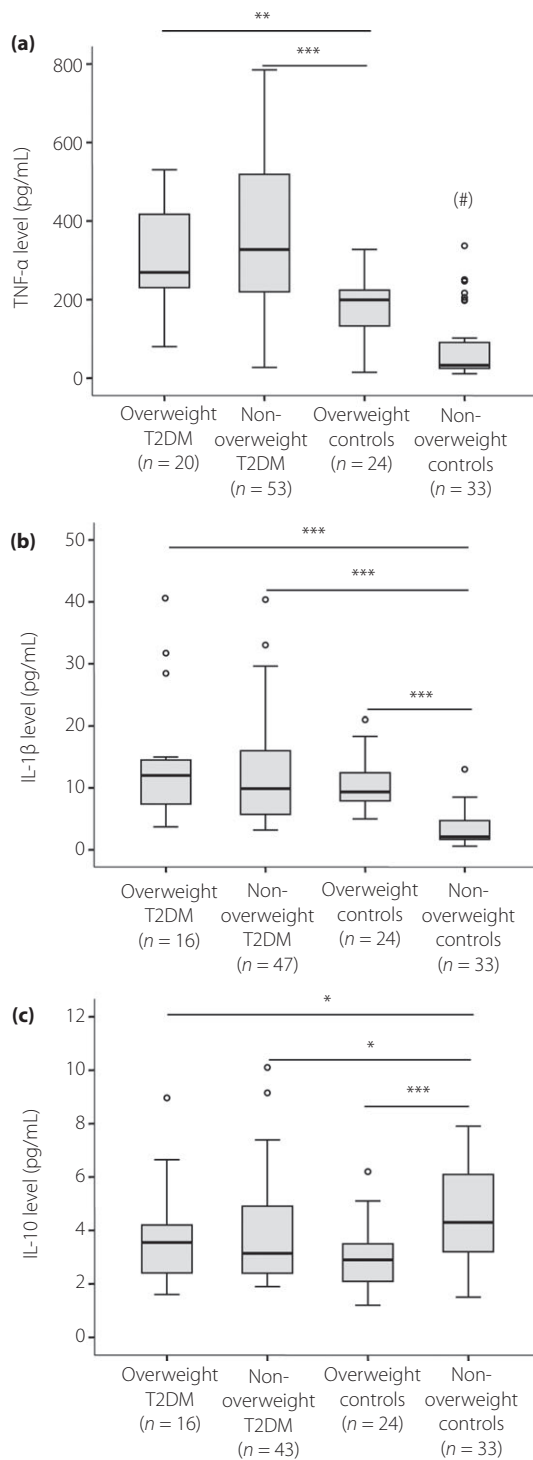 (a)
**
***
(#)
TNF-α level (pg/mL)
800
600
400
200
0
Overweight T2DM (n = 20)
Non-overweight T2DM (n = 53)
Overweight controls (n = 24)
Non-overweight controls (n = 33)
(b)
***
***
***
IL-1β level (pg/mL)
50
40
30
20
10
0
Overweight T2DM (n = 16)
Non-overweight T2DM (n = 47)
Overweight controls (n = 24)
Non-overweight controls (n = 33)
(c)
*
*
***
IL-10 level (pg/mL)
12
10
8
6
4
2
0
Overweight T2DM (n = 16)
Non-overweight T2DM (n = 43)
Overweight controls (n = 24)
Non-overweight controls (n = 33)